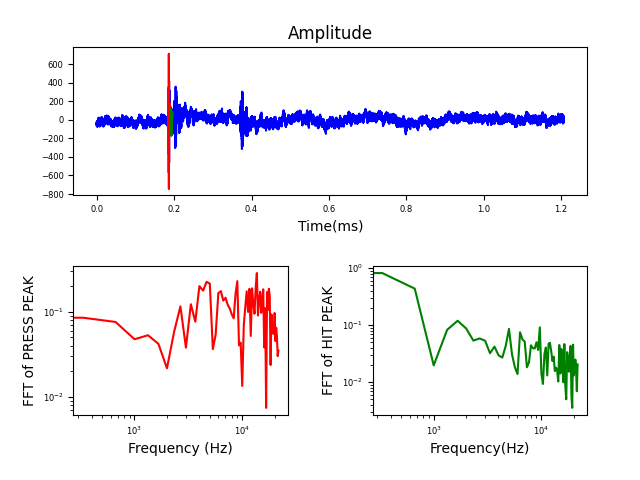 Amplitude
600
400
200
0
−200
−400
−600
−800
0.0 0.2 0.4 0.6 0.8 1.0 1.2
Time(ms)
FFT of PRESS PEAK
10⁻¹
10⁻²
10³ 10⁴
Frequency (Hz)
FFT of HIT PEAK
10⁰
10⁻¹
10⁻²
10³ 10⁴
Frequency(Hz)